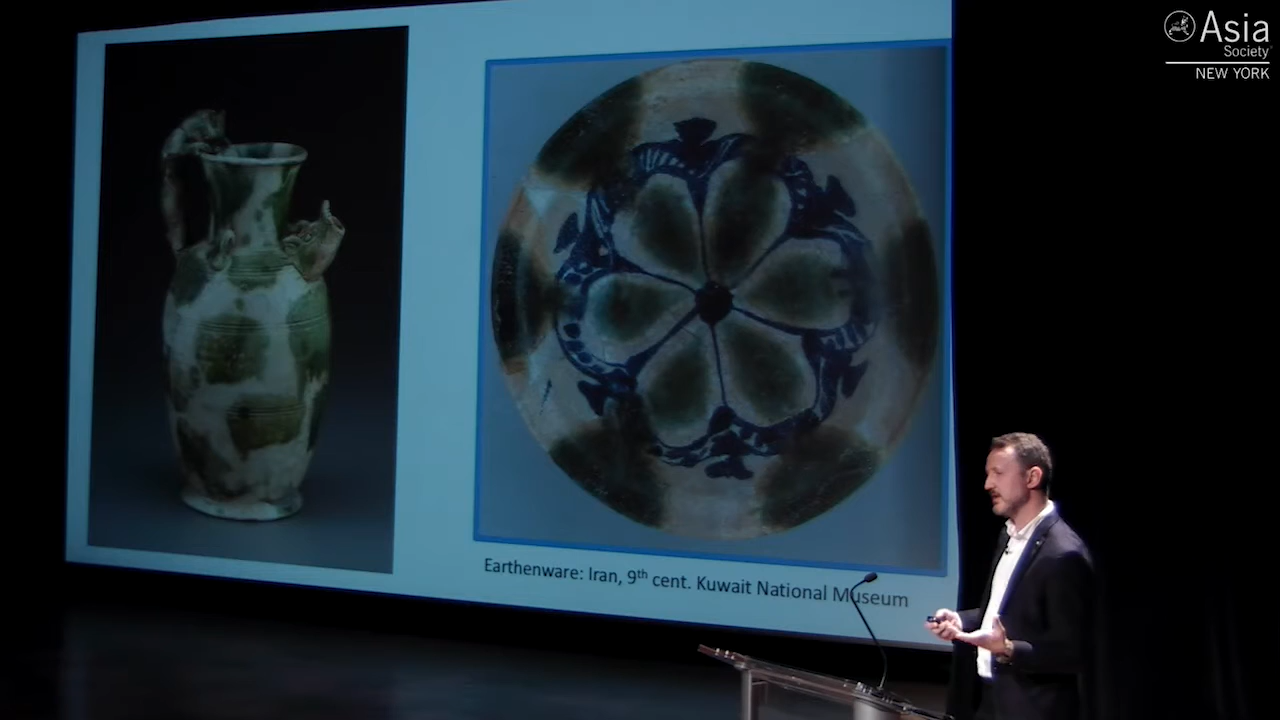 Asia
Society
NEW YORK
Earthenware: Iran, 9th cent. Kuwait National Museum